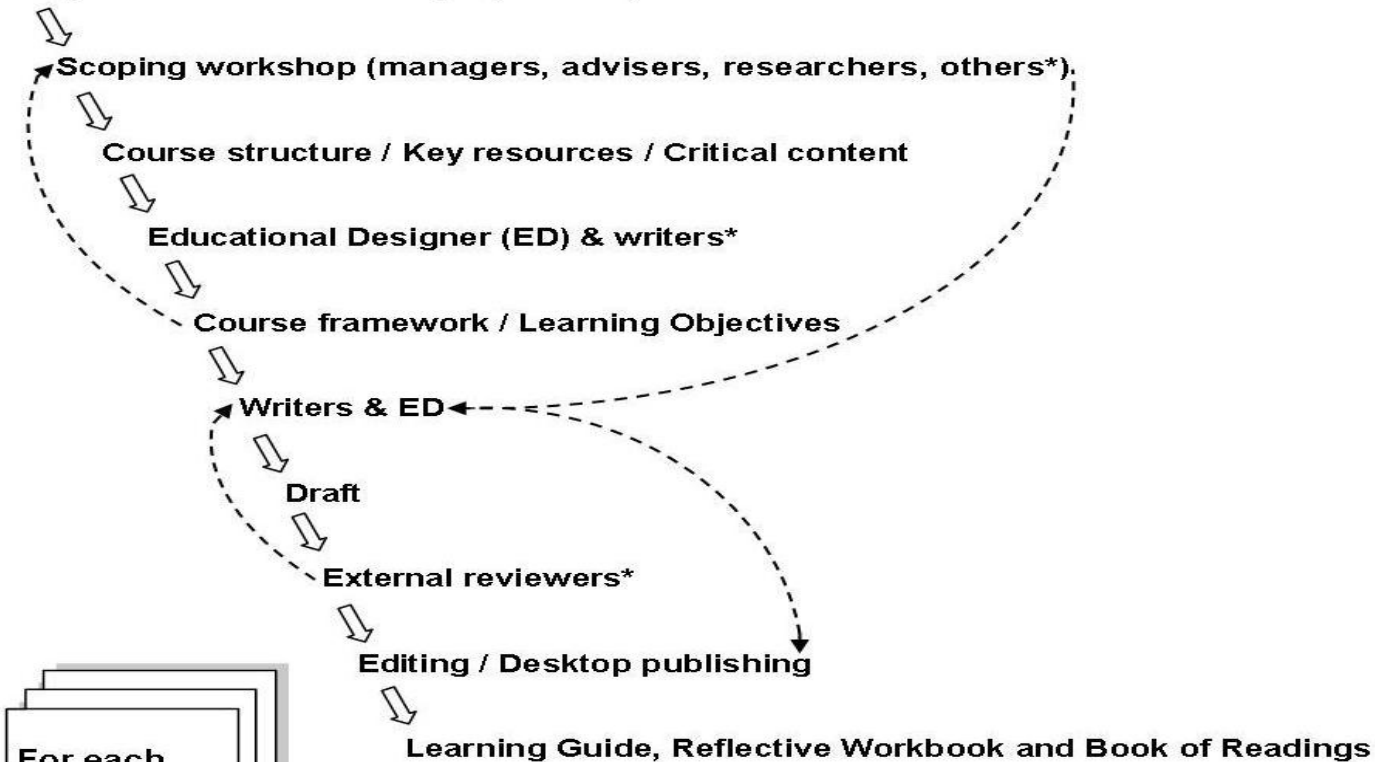 Scoping workshop (managers, advisers, researchers, others*)
Course structure / Key resources / Critical content
Educational Designer (ED) & writers*
Course framework / Learning Objectives
Writers & ED
Draft
External reviewers*
Editing / Desktop publishing
Learning Guide, Reflective Workbook and Book of Readings
For each